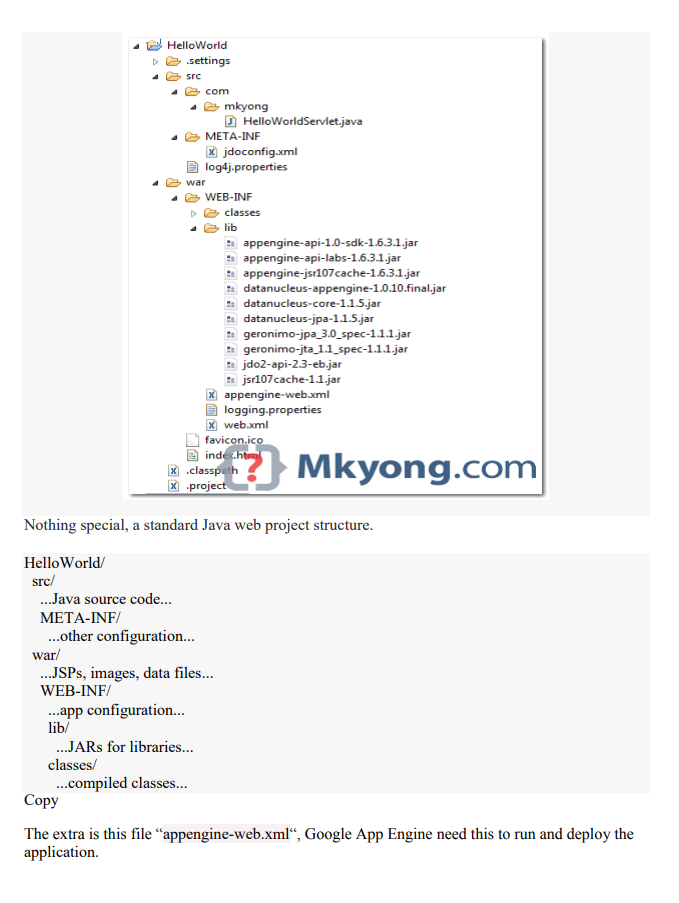 HelloWorld
.settings
src
com
mkyong
HelloWorldServlet.java
META-INF
jdoconfig.xml
log4j.properties
war
WEB-INF
classes
lib
appengine-api-1.0-sdk-1.6.3.1.jar
appengine-api-labs-1.6.3.1.jar
appengine-jsr107cache-1.6.3.1.jar
datanucleus-appengine-1.0.10.final.jar
datanucleus-core-1.1.5.jar
datanucleus-jpa-1.1.5.jar
geronimo-jpa_3.0_spec-1.1.1.jar
geronimo-jta_1.1_spec-1.1.1.jar
jdo2-api-2.3-eb.jar
jsr107cache-1.1.jar
appengine-web.xml
logging.properties
web.xml
favicon.ico
index.html
.classpath
.project
Mkyong.com
Nothing special, a standard Java web project structure.
HelloWorld/
src/
...Java source code...
META-INF/
...other configuration...
war/
...JSPs, images, data files...
WEB-INF/
...app configuration...
lib/
...JARs for libraries...
classes/
...compiled classes...
Copy
The extra is this file “appengine-web.xml“, Google App Engine need this to run and deploy the
application.